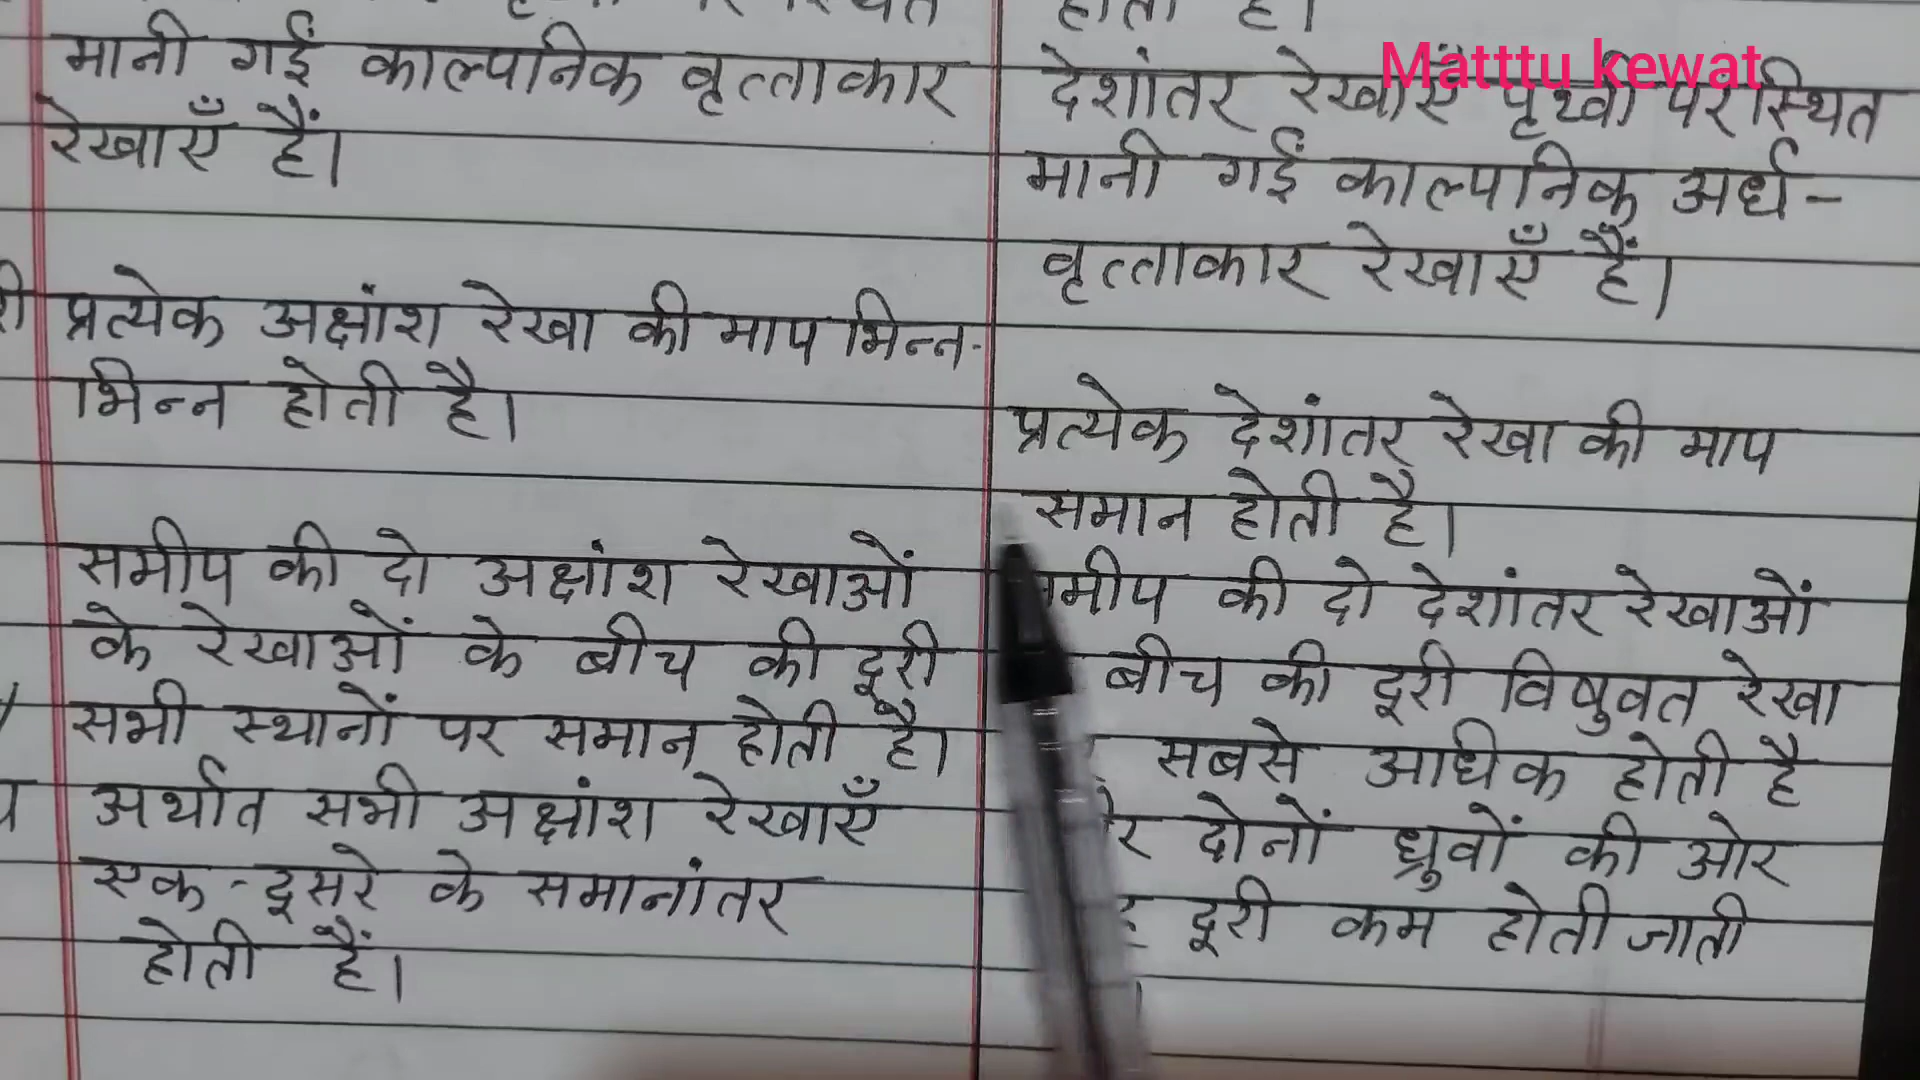 मानी गई काल्पनिक वृत्ताकार
रेखाएँ हैं।
प्रत्येक अक्षांश रेखा की माप भिन्न-
भिन्न होती है।
समीप की दो अक्षांश रेखाओं
के रेखाओं के बीच की दूरी
सभी स्थानों पर समान होती है।
अर्थात सभी अक्षांश रेखाएँ
एक-दूसरे के समानांतर
होती हैं।
होता है।
Matttu kewat
देशांतर रेखाएँ पृथ्वी पर स्थित
मानी गई काल्पनिक अर्ध-
वृत्ताकार रेखाएँ हैं।
प्रत्येक देशांतर रेखा की माप
समान होती है।
की दो देशांतर रेखाओं
बीच की दूरी विषुवत रेखा
सबसे अधिक होती है
दोनों ध्रुवों की ओर
दूरी कम होती जाती